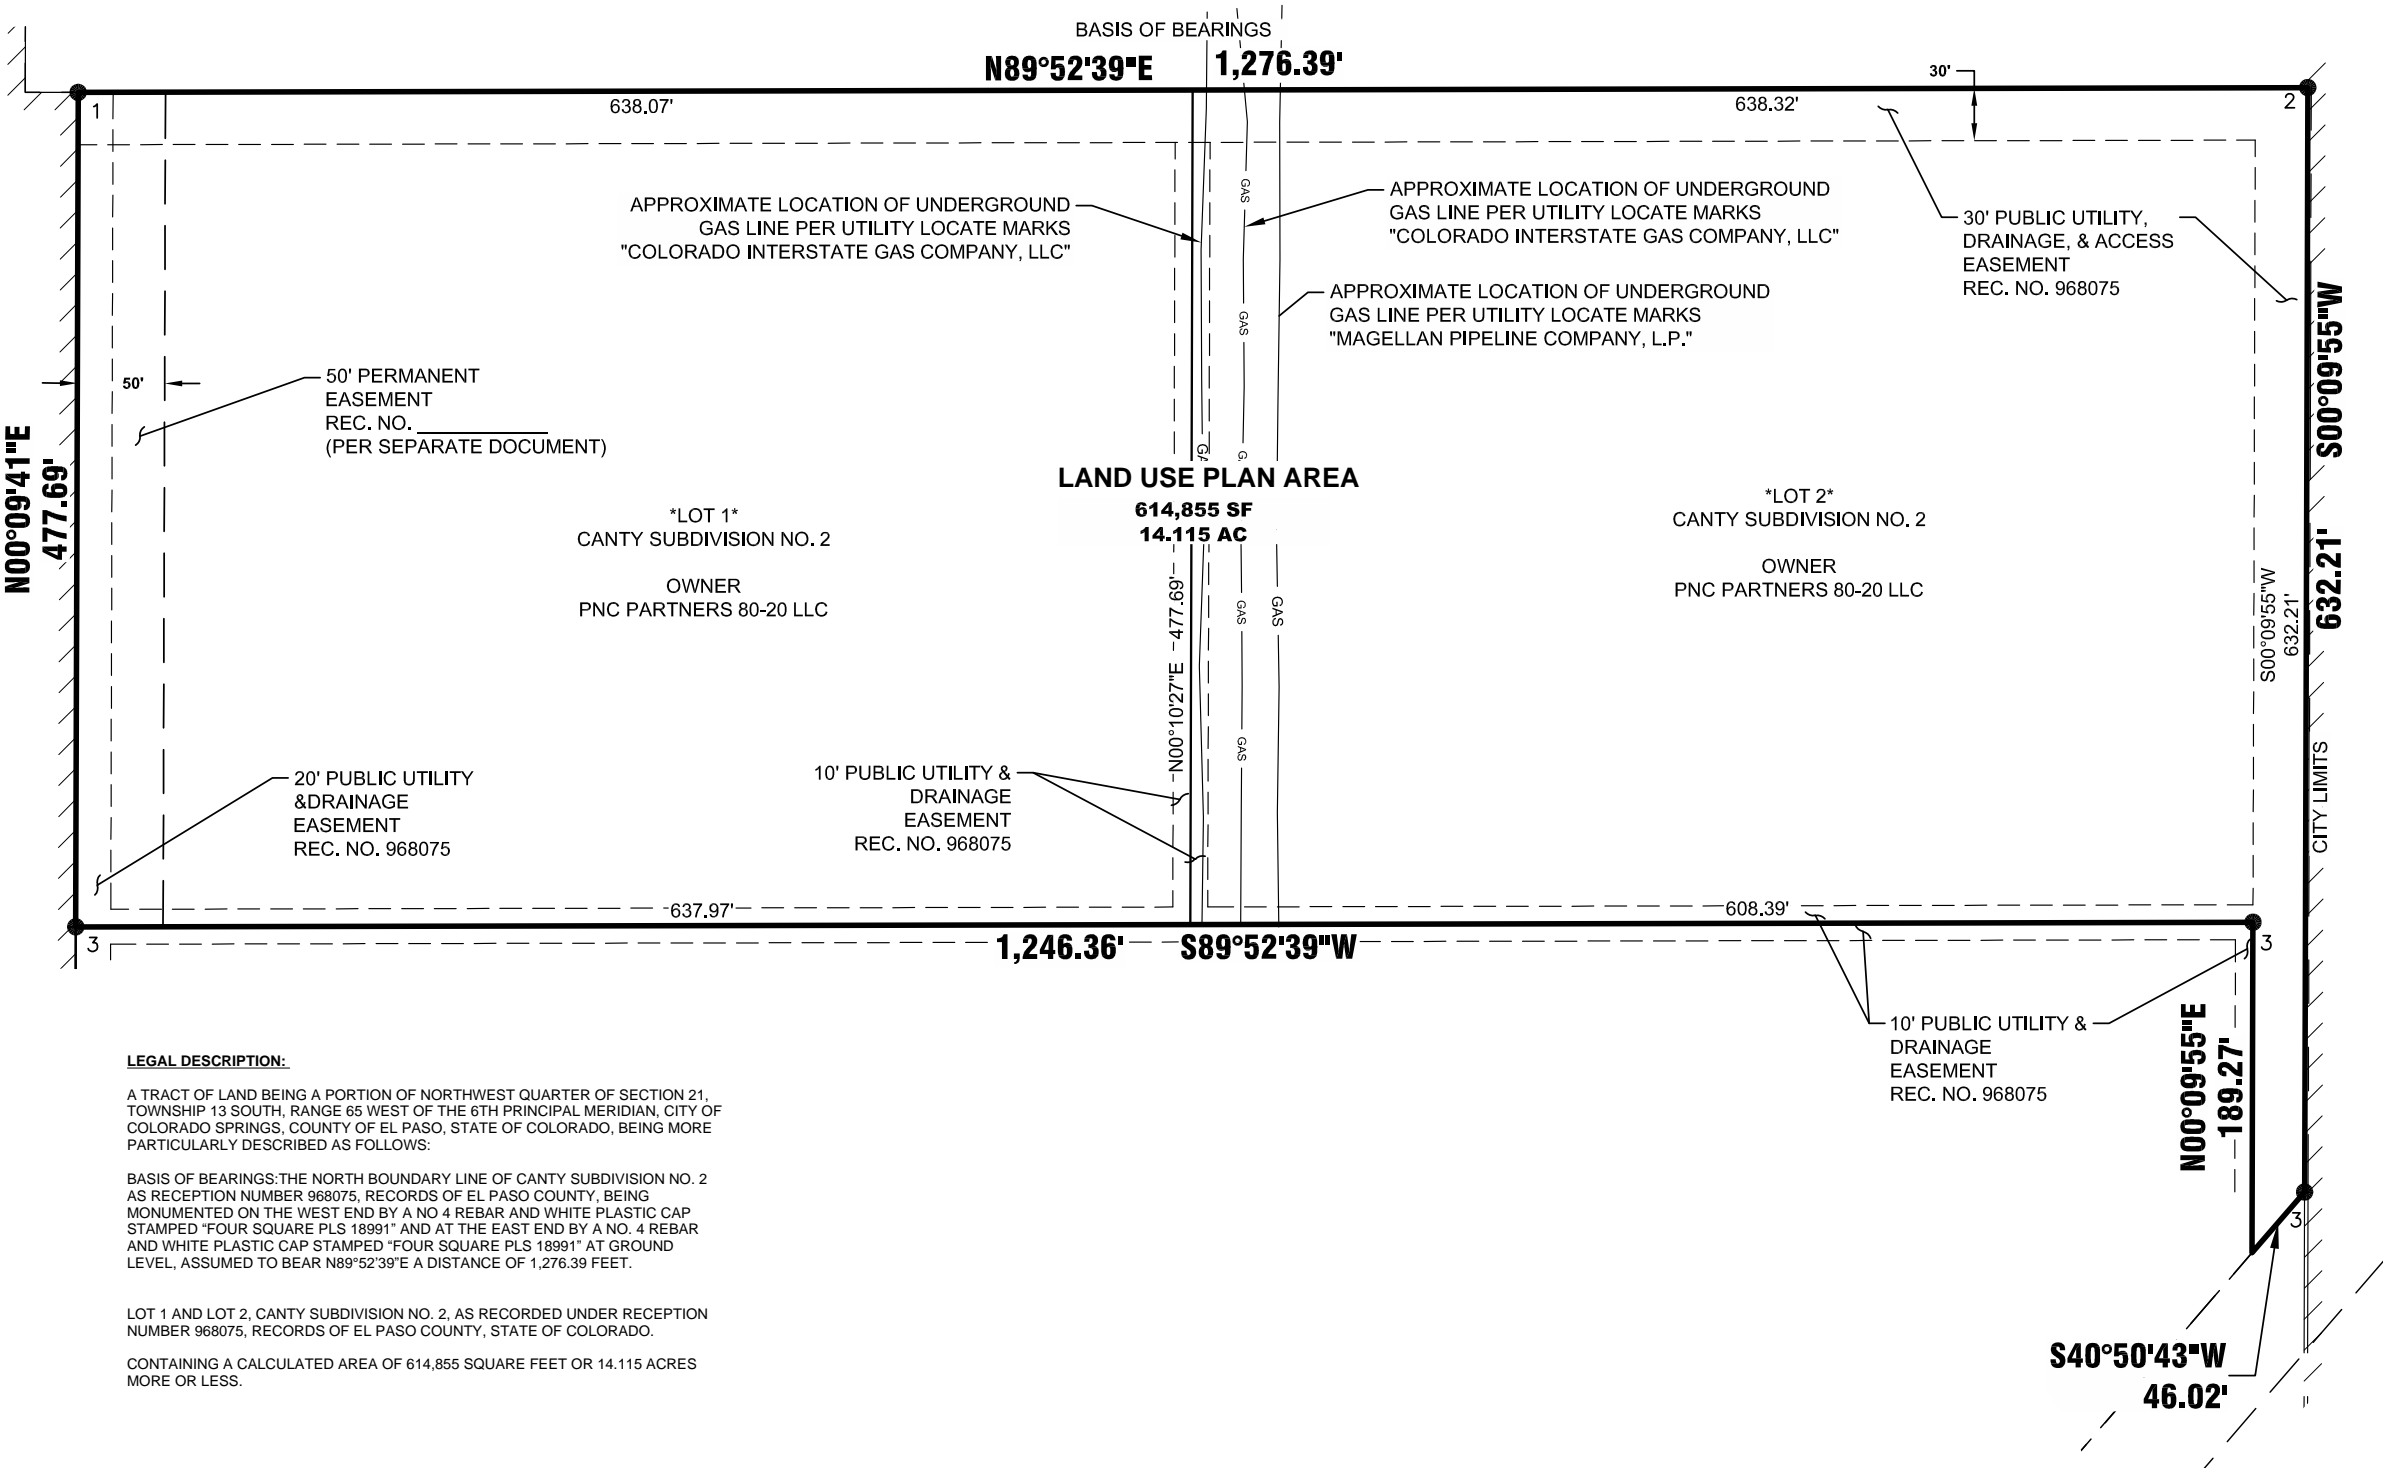 BASIS OF BEARINGS
N89°52'39"E 1,276.39'
30'
1
638.07'
638.32'
2
APPROXIMATE LOCATION OF UNDERGROUND
GAS LINE PER UTILITY LOCATE MARKS
"COLORADO INTERSTATE GAS COMPANY, LLC"
GAS
APPROXIMATE LOCATION OF UNDERGROUND
GAS LINE PER UTILITY LOCATE MARKS
"COLORADO INTERSTATE GAS COMPANY, LLC"
30' PUBLIC UTILITY,
DRAINAGE, & ACCESS
EASEMENT
REC. NO. 968075
APPROXIMATE LOCATION OF UNDERGROUND
GAS LINE PER UTILITY LOCATE MARKS
"MAGELLAN PIPELINE COMPANY, L.P."
GAS
S00°09'55"W
632.21'
50'
50' PERMANENT
EASEMENT
REC. NO. ____________
(PER SEPARATE DOCUMENT)
N00°09'41"E
477.69'
LAND USE PLAN AREA
614,855 SF
14.115 AC
*LOT 1*
CANTY SUBDIVISION NO. 2
OWNER
PNC PARTNERS 80-20 LLC
*LOT 2*
CANTY SUBDIVISION NO. 2
OWNER
PNC PARTNERS 80-20 LLC
N00°10'27"E 477.69'
GAS
GAS
GAS
S00°09'55"W
632.21'
CITY LIMITS
20' PUBLIC UTILITY
&DRAINAGE
EASEMENT
REC. NO. 968075
10' PUBLIC UTILITY &
DRAINAGE
EASEMENT
REC. NO. 968075
637.97'
608.39'
3
1,246.36' S89°52'39"W
3
10' PUBLIC UTILITY &
DRAINAGE
EASEMENT
REC. NO. 968075
N00°09'55"E
189.27'
3
S40°50'43"W
46.02'
LEGAL DESCRIPTION:
A TRACT OF LAND BEING A PORTION OF NORTHWEST QUARTER OF SECTION 21,
TOWNSHIP 13 SOUTH, RANGE 65 WEST OF THE 6TH PRINCIPAL MERIDIAN, CITY OF
COLORADO SPRINGS, COUNTY OF EL PASO, STATE OF COLORADO, BEING MORE
PARTICULARLY DESCRIBED AS FOLLOWS:
BASIS OF BEARINGS:THE NORTH BOUNDARY LINE OF CANTY SUBDIVISION NO. 2
AS RECEPTION NUMBER 968075, RECORDS OF EL PASO COUNTY, BEING
MONUMENTED ON THE WEST END BY A NO 4 REBAR AND WHITE PLASTIC CAP
STAMPED “FOUR SQUARE PLS 18991” AND AT THE EAST END BY A NO. 4 REBAR
AND WHITE PLASTIC CAP STAMPED “FOUR SQUARE PLS 18991” AT GROUND
LEVEL, ASSUMED TO BEAR N89°52'39"E A DISTANCE OF 1,276.39 FEET.
LOT 1 AND LOT 2, CANTY SUBDIVISION NO. 2, AS RECORDED UNDER RECEPTION
NUMBER 968075, RECORDS OF EL PASO COUNTY, STATE OF COLORADO.
CONTAINING A CALCULATED AREA OF 614,855 SQUARE FEET OR 14.115 ACRES
MORE OR LESS.